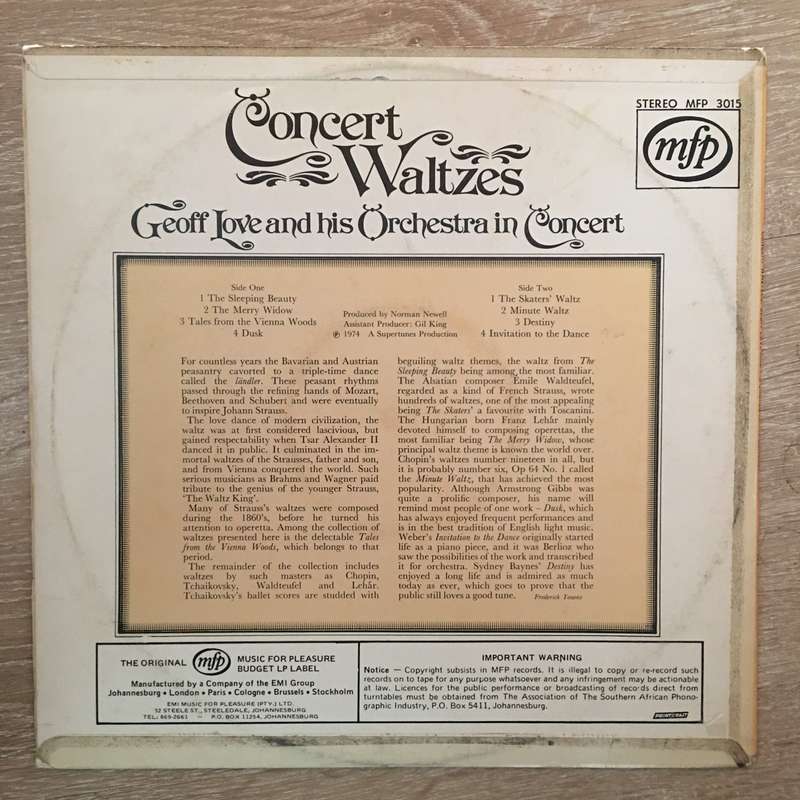 Concert
Waltzes
STEREO MFP 3015
mfp
Geoff Love and his Orchestra in Concert
Side One
1 The Sleeping Beauty
2 The Merry Widow
3 Tales from the Vienna Woods
4 Dusk
Produced by Norman Newell
Assistant Producer: Gil King
℗ 1974 A Supertunes Production
Side Two
1 The Skaters' Waltz
2 Minute Waltz
3 Destiny
4 Invitation to the Dance
For countless years the Bavarian and Austrian
peasantry cavorted to a triple-time dance
called the ländler. These peasant rhythms
passed through the refining hands of Mozart,
Beethoven and Schubert and were eventually
to inspire Johann Strauss.
The love dance of modern civilization, the
waltz was at first considered lascivious, but
gained respectability when Tsar Alexander II
danced it in public. It culminated in the im-
mortal waltzes of the Strausses, father and son,
and from Vienna conquered the world. Such
serious musicians as Brahms and Wagner paid
tribute to the genius of the younger Strauss,
'The Waltz King'.
Many of Strauss's waltzes were composed
during the 1860's, before he turned his
attention to operetta. Among the collection of
waltzes presented here is the delectable Tales
from the Vienna Woods, which belongs to that
period.
The remainder of the collection includes
waltzes by such masters as Chopin,
Tchaikovsky, Waldteufel and Lehár.
Tchaikovsky's ballet scores are studded with
beguiling waltz themes, the waltz from The
Sleeping Beauty being among the most familiar.
The Alsatian composer Emile Waldteufel,
regarded as a kind of French Strauss, wrote
hundreds of waltzes, one of the most appealing
being The Skaters' a favourite with Toscanini.
The Hungarian born Franz Lehár mainly
devoted himself to composing operettas, the
most familiar being The Merry Widow, whose
principal waltz theme is known the world over.
Chopin's waltzes number nineteen in all, but
it is probably number six, Op 64 No. 1 called
the Minute Waltz, that has achieved the most
popularity. Although Armstrong Gibbs was
quite a prolific composer, his name will
remind most people of one work – Dusk, which
has always enjoyed frequent performances and
is in the best tradition of English light music.
Weber's Invitation to the Dance originally started
life as a piano piece, and it was Berlioz who
saw the possibilities of the work and transcribed
it for orchestra. Sydney Baynes' Destiny has
enjoyed a long life and is admired as much
today as ever, which goes to prove that the
public still loves a good tune.
Frederick Towne
THE ORIGINAL mfp MUSIC FOR PLEASURE
BUDGET LP LABEL
Manufactured by a Company of the EMI Group
Johannesburg • London • Paris • Cologne • Brussels • Stockholm
EMI MUSIC FOR PLEASURE (PTY.) LTD.
52 STEELE ST., STEELEDALE, JOHANNESBURG
TEL: 869-2661 – P.O. BOX 11254, JOHANNESBURG
IMPORTANT WARNING
Notice — Copyright subsists in MFP records. It is illegal to copy or re-record such
records on to tape for any purpose whatsoever and any infringement may be actionable
at law. Licences for the public performance or broadcasting of records direct from
turntables must be obtained from The Association of The Southern African Phono-
graphic Industry, P.O. Box 5411, Johannesburg.